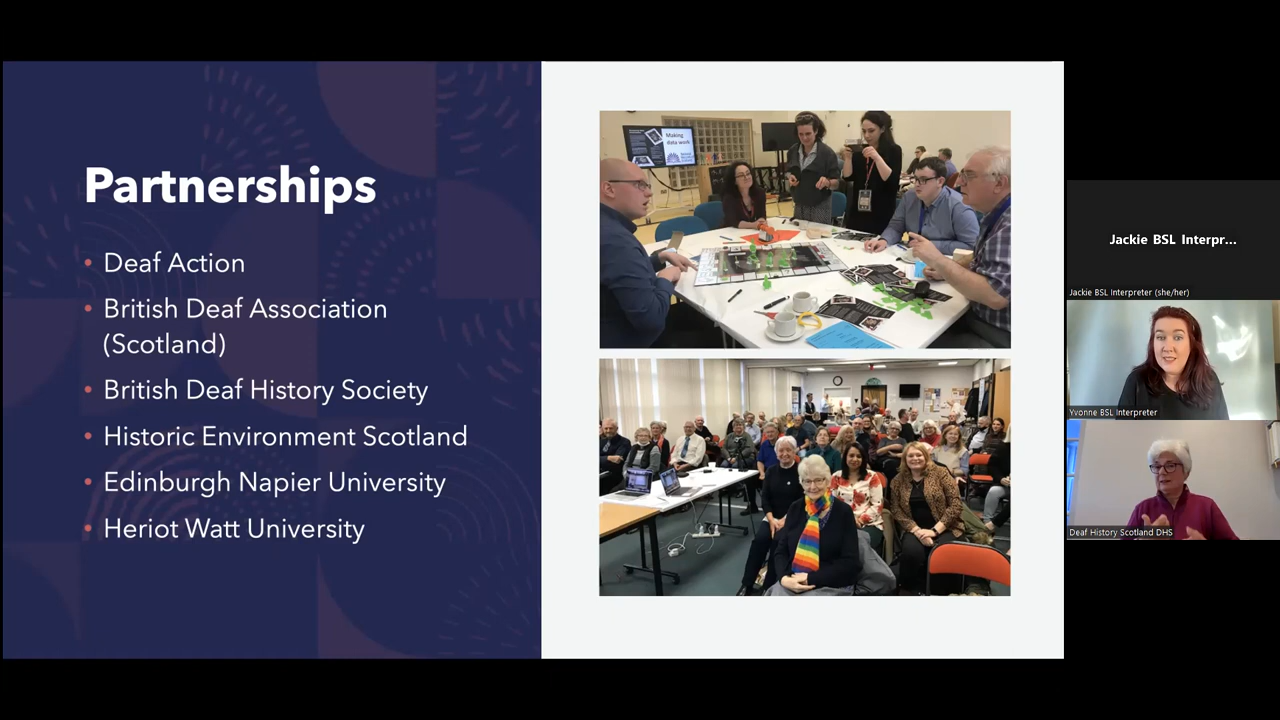 Partnerships
• Deaf Action
• British Deaf Association
(Scotland)
• British Deaf History Society
• Historic Environment Scotland
• Edinburgh Napier University
• Heriot Watt University
Making
data work
Jackie BSL Interpr...
Jackie BSL Interpreter (she/her)
Yvonne BSL Interpreter
Deaf History Scotland DHS